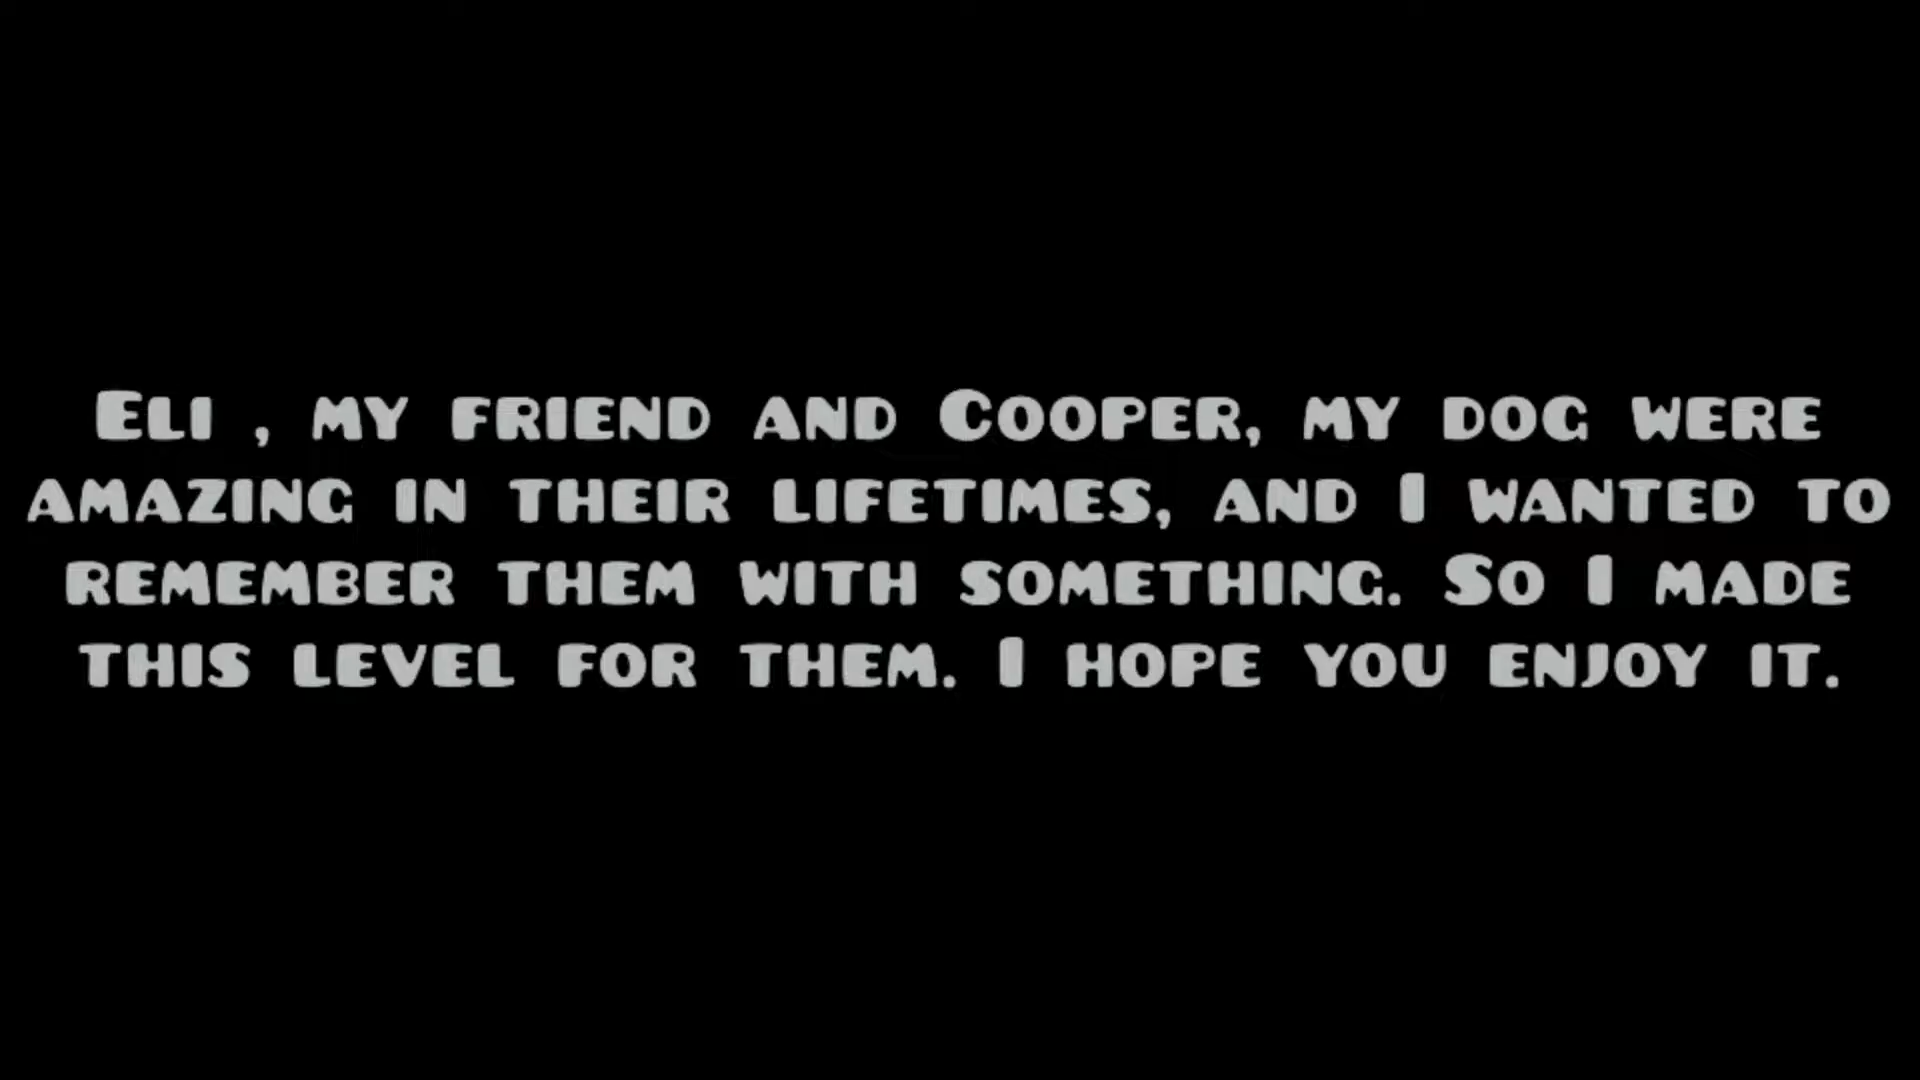 Eli , my friend and Cooper, my dog were
amazing in their lifetimes, and I wanted to
remember them with something. So I made
this level for them. I hope you enjoy it.